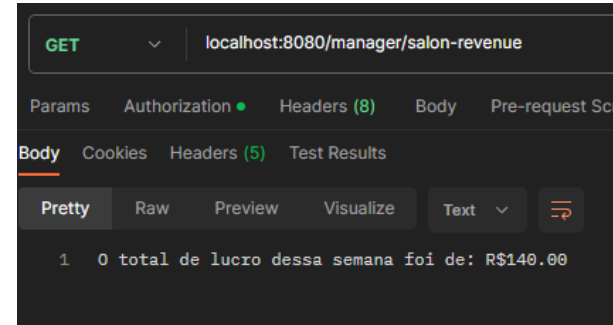 GET localhost:8080/manager/salon-revenue
Params Authorization Headers (8) Body Pre-request Sc
Body Cookies Headers (5) Test Results
Pretty Raw Preview Visualize Text
1 O total de lucro dessa semana foi de: R$140.00